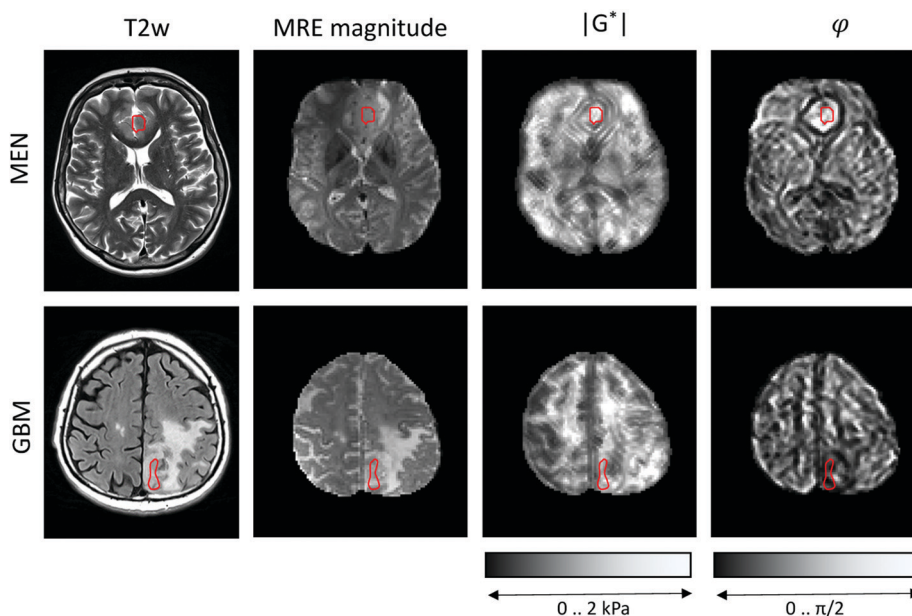 T2w MRE magnitude |G*| φ
MEN
GBM
0 .. 2 kPa 0 .. π/2